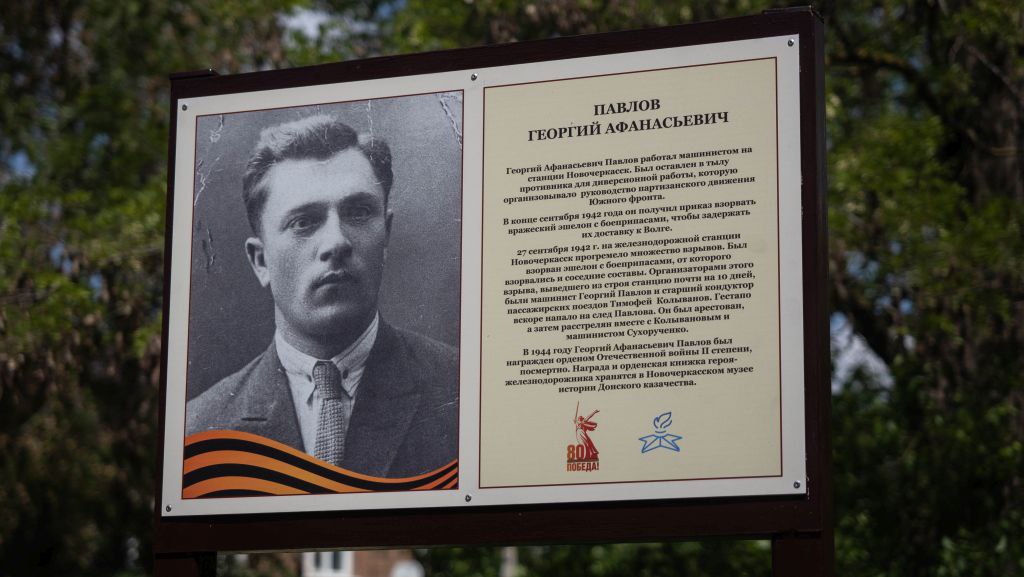 ПАВЛОВ
ГЕОРГИЙ АФАНАСЬЕВИЧ
Георгий Афанасьевич Павлов работал машинистом на
станции Новочеркасск. Был оставлен в тылу
противника для диверсионной работы, которую
организовывало руководство партизанского движения
Южного фронта.
В конце сентября 1942 года он получил приказ взорвать
вражеский эшелон с боеприпасами, чтобы задержать
их доставку к Волге.
27 сентября 1942 г. на железнодорожной станции
Новочеркасск прогремело множество взрывов. Был
взорван эшелон с боеприпасами, от которого
взорвались и соседние составы. Организаторами этого
взрыва, выведшего из строя станцию почти на 10 дней,
были машинист Георгий Павлов и старший кондуктор
пассажирских поездов Тимофей Колыванов. Гестапо
вскоре напало на след Павлова. Он был арестован,
а затем расстрелян вместе с Колывановым и
машинистом Сухорученко.
В 1944 году Георгий Афанасьевич Павлов был
награжден орденом Отечественной войны II степени,
посмертно. Награда и орденская книжка героя-
железнодорожника хранятся в Новочеркасском музее
истории Донского казачества.
80
ПОБЕДА!